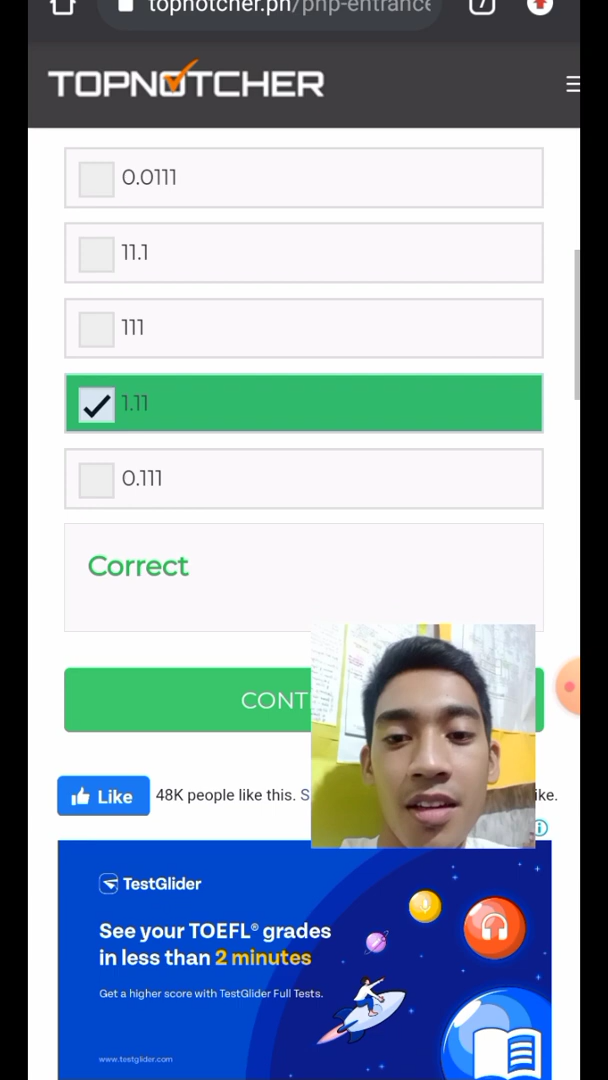 topnotcher.ph/php-entrance
7
TOPNOTCHER
0.0111
11.1
111
1.11
0.111
Correct
CONT
Like 48K people like this. S
ike.
TestGlider
See your TOEFL® grades
in less than 2 minutes
Get a higher score with TestGlider Full Tests.
www.testglider.com